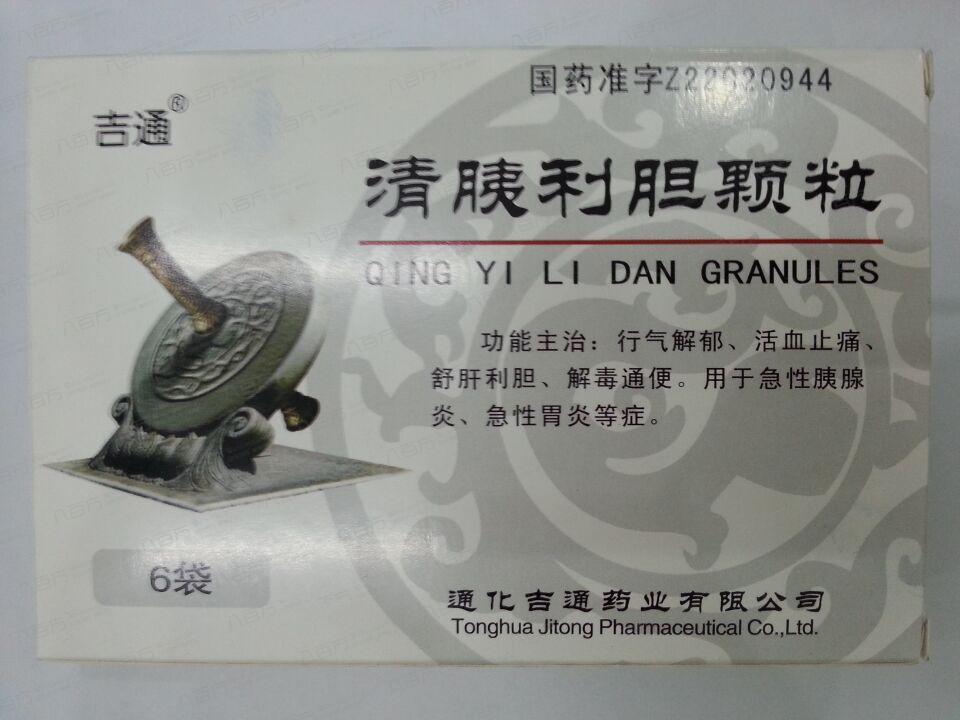 国药准字Z22020944
吉通®
清胰利胆颗粒
QING YI LI DAN GRANULES
功能主治：行气解郁、活血止痛、
舒肝利胆、解毒通便。用于急性胰腺
炎、急性胃炎等症。
6袋
通化吉通药业有限公司
Tonghua Jitong Pharmaceutical Co.,Ltd.